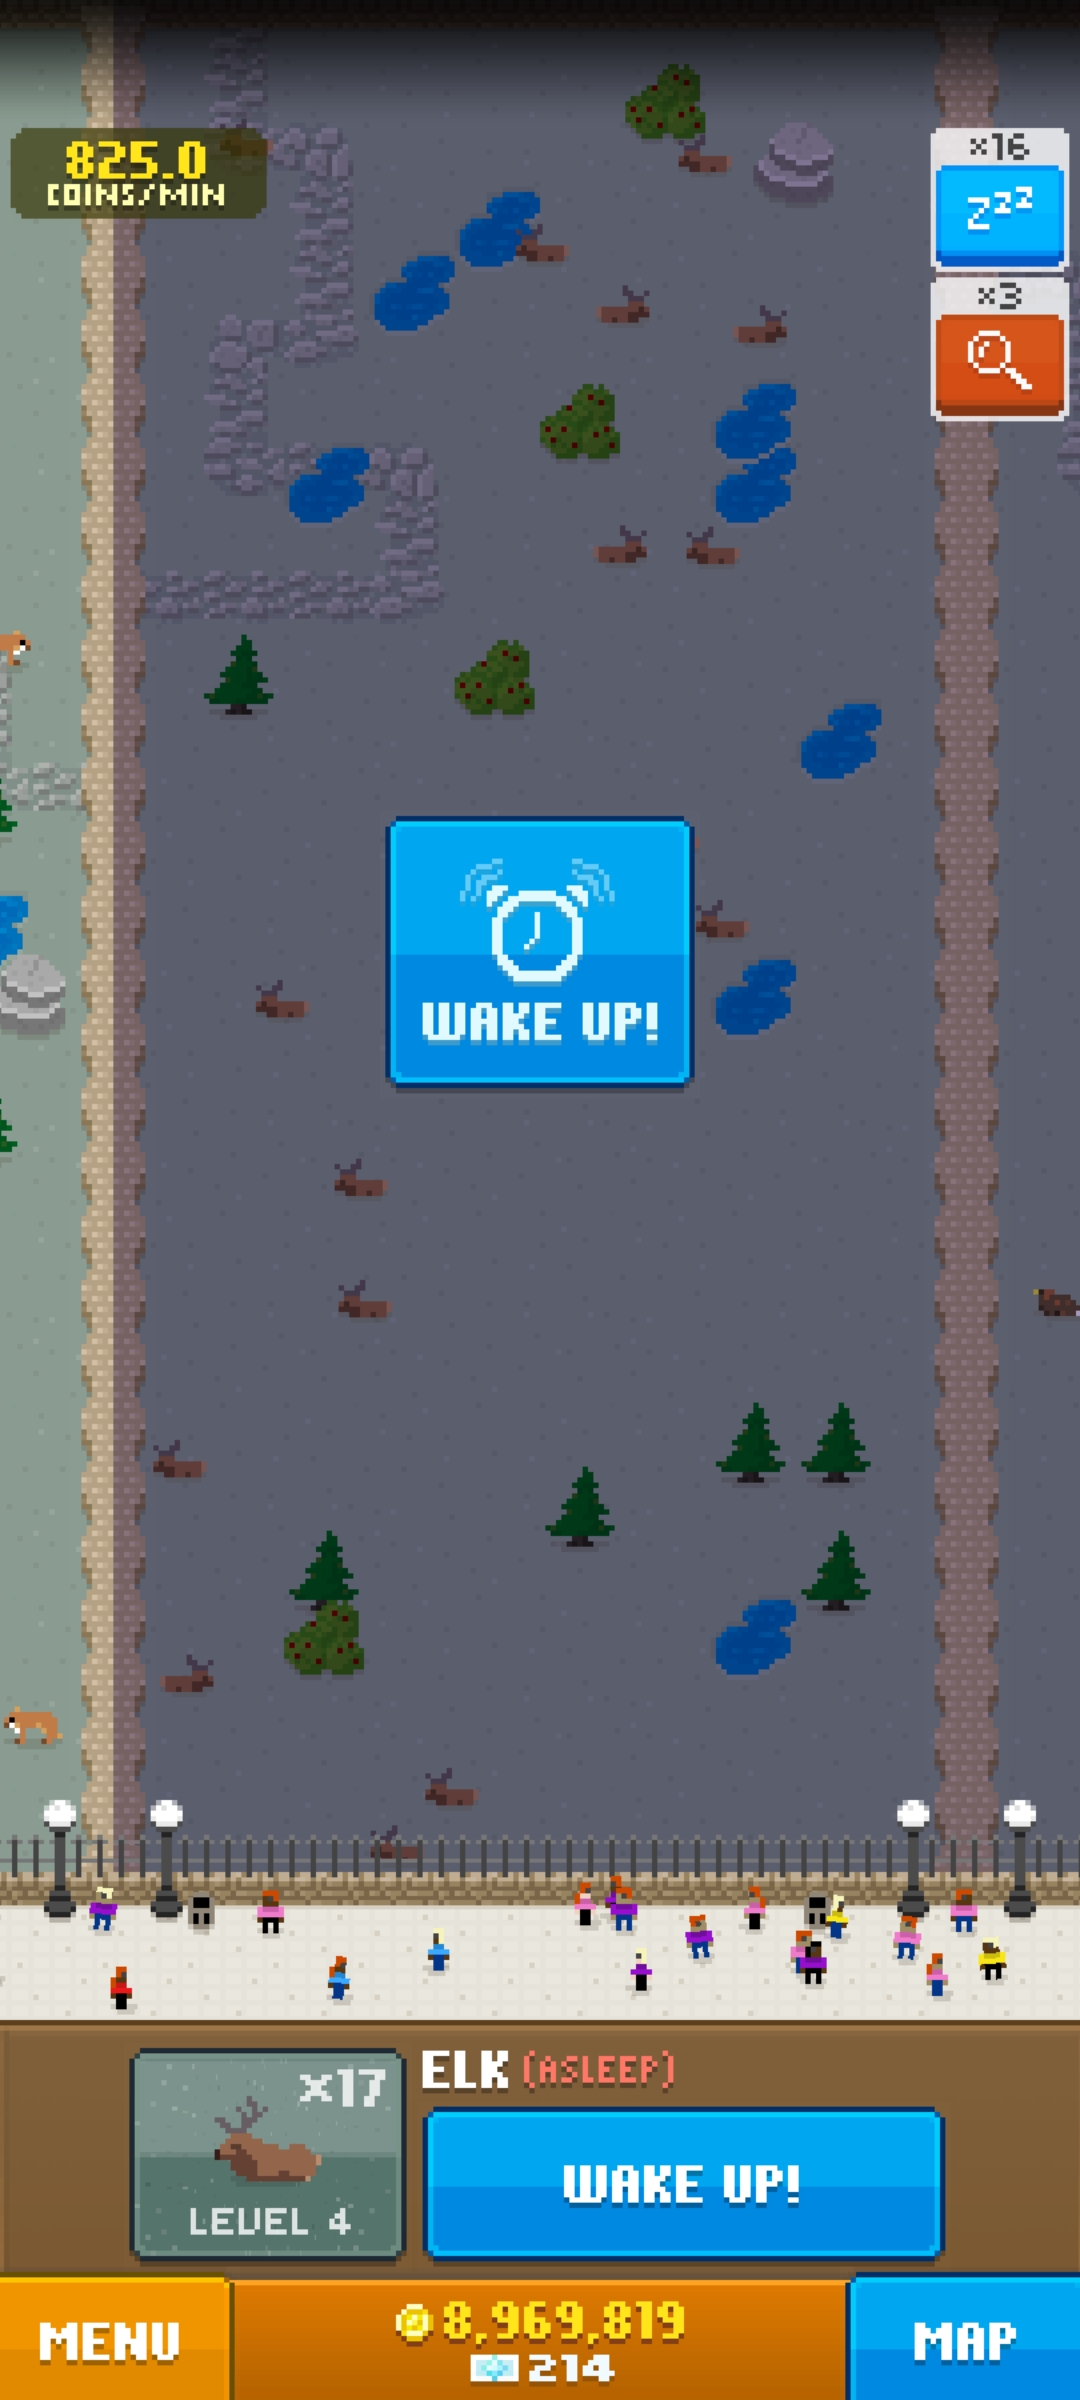 825.0
COINS/MIN
×16
zzz
×3
WAKE UP!
×17
LEVEL 4
ELK (ASLEEP)
WAKE UP!
MENU
8,969,819
214
MAP